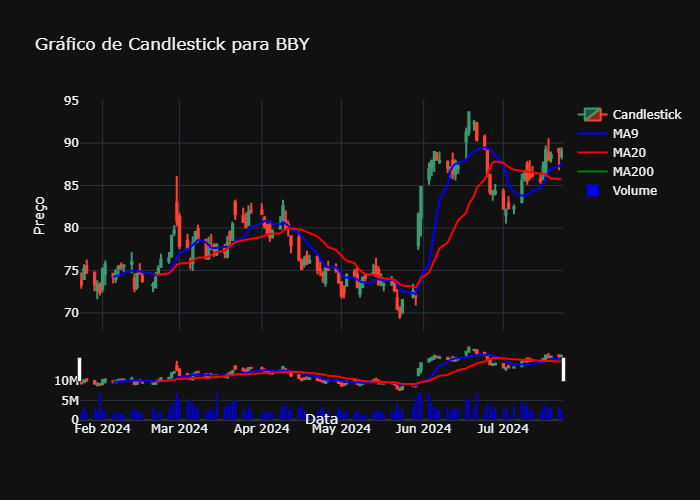 Gráfico de Candlestick para BBY
95
90
85
80
75
70
Preço
Candlestick
MA9
MA20
MA200
Volume
10M
5M
0
Feb 2024
Mar 2024
Apr 2024
May 2024
Jun 2024
Jul 2024
Data